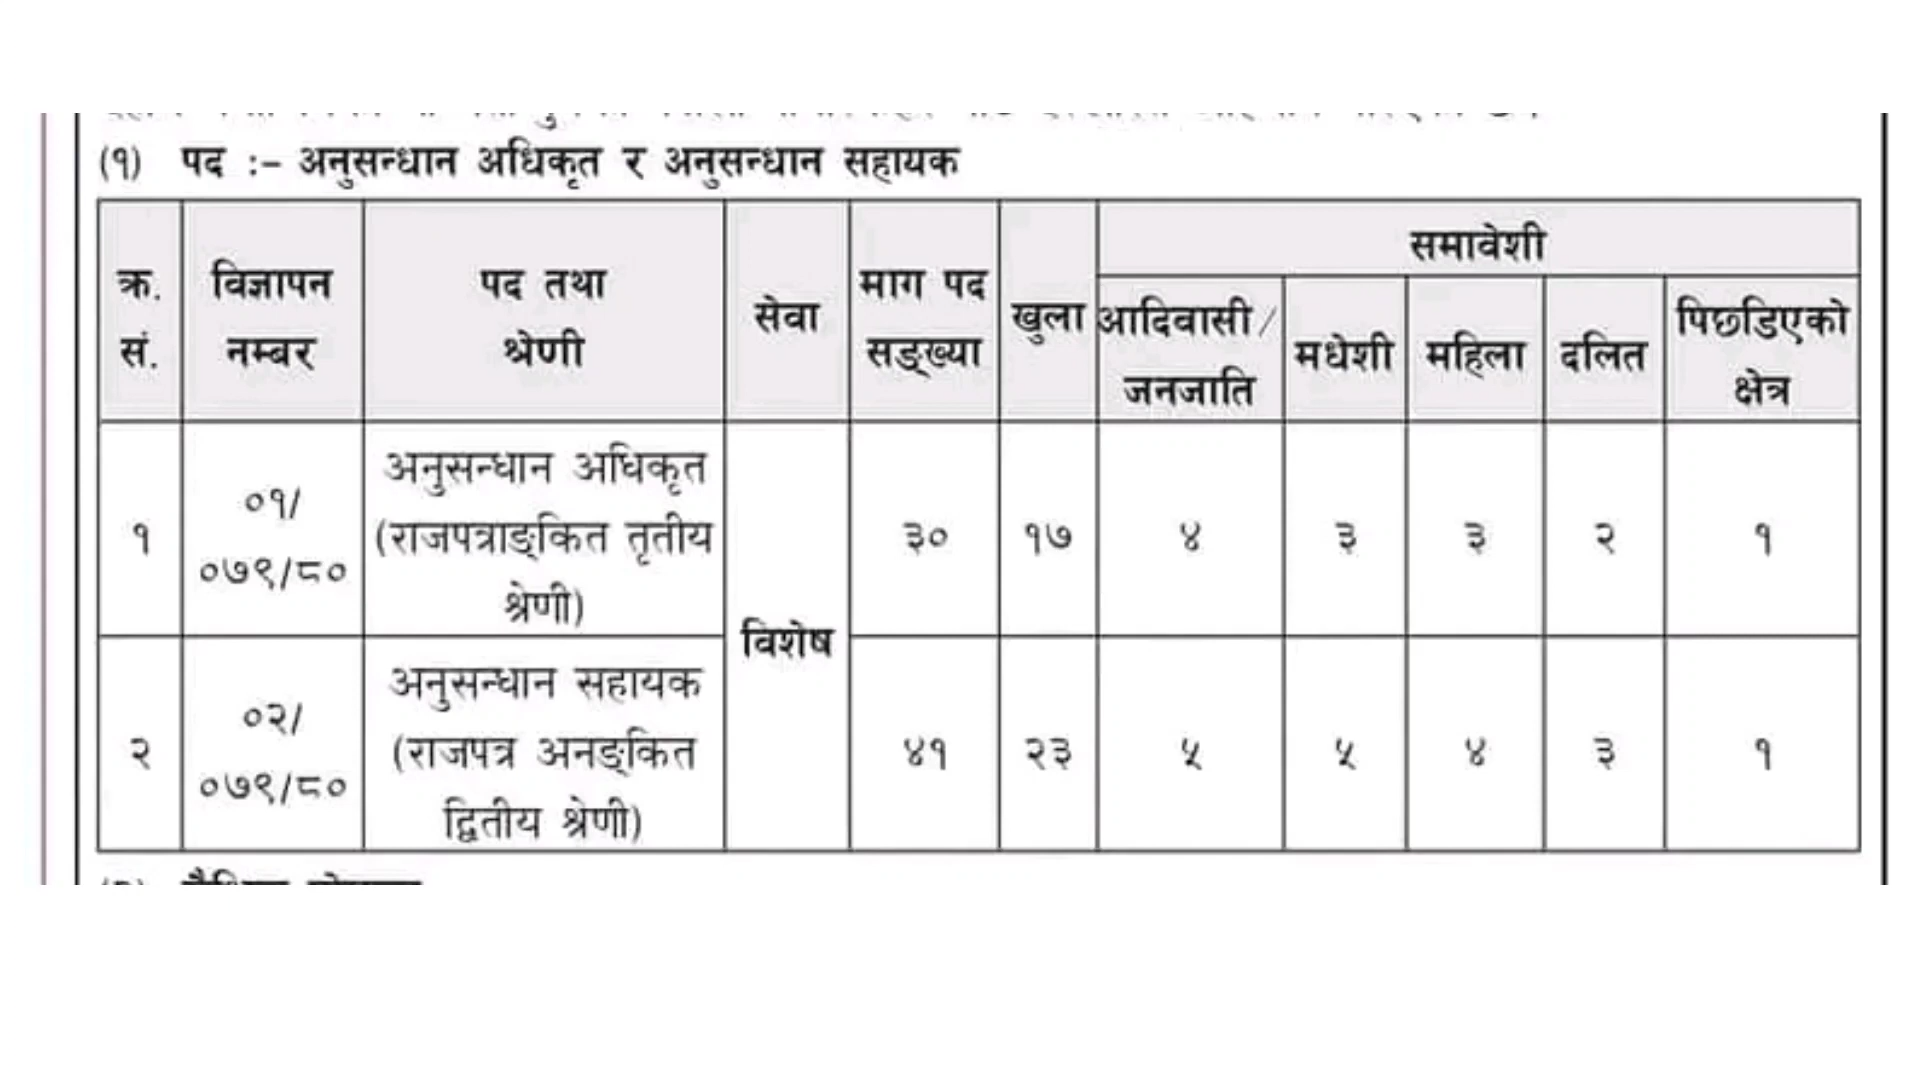 (१) पद :- अनुसन्धान अधिकृत र अनुसन्धान सहायक
क्र. सं.
विज्ञापन नम्बर
पद तथा श्रेणी
सेवा
माग पद सङ्ख्या
खुला
समावेशी
आदिवासी/ जनजाति
मधेशी
महिला
दलित
पिछडिएको क्षेत्र
१
०१/ ०७९/८०
अनुसन्धान अधिकृत
(राजपत्राङ्कित तृतीय
श्रेणी)
विशेष
३०
१७
४
३
३
२
१
२
०२/ ०७९/८०
अनुसन्धान सहायक
(राजपत्र अनङ्कित
द्वितीय श्रेणी)
४१
२३
५
५
४
३
१